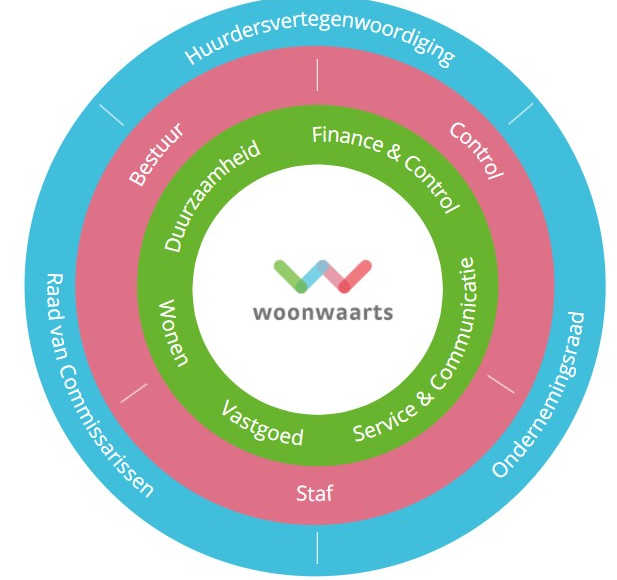 Huurdersvertegenwoordiging
Bestuur
Control
Duurzaamheid
Finance & Control
Raad van Commissarissen
Wonen
woonwaarts
Service & Communicatie
Ondernemingsraad
Vastgoed
Staf